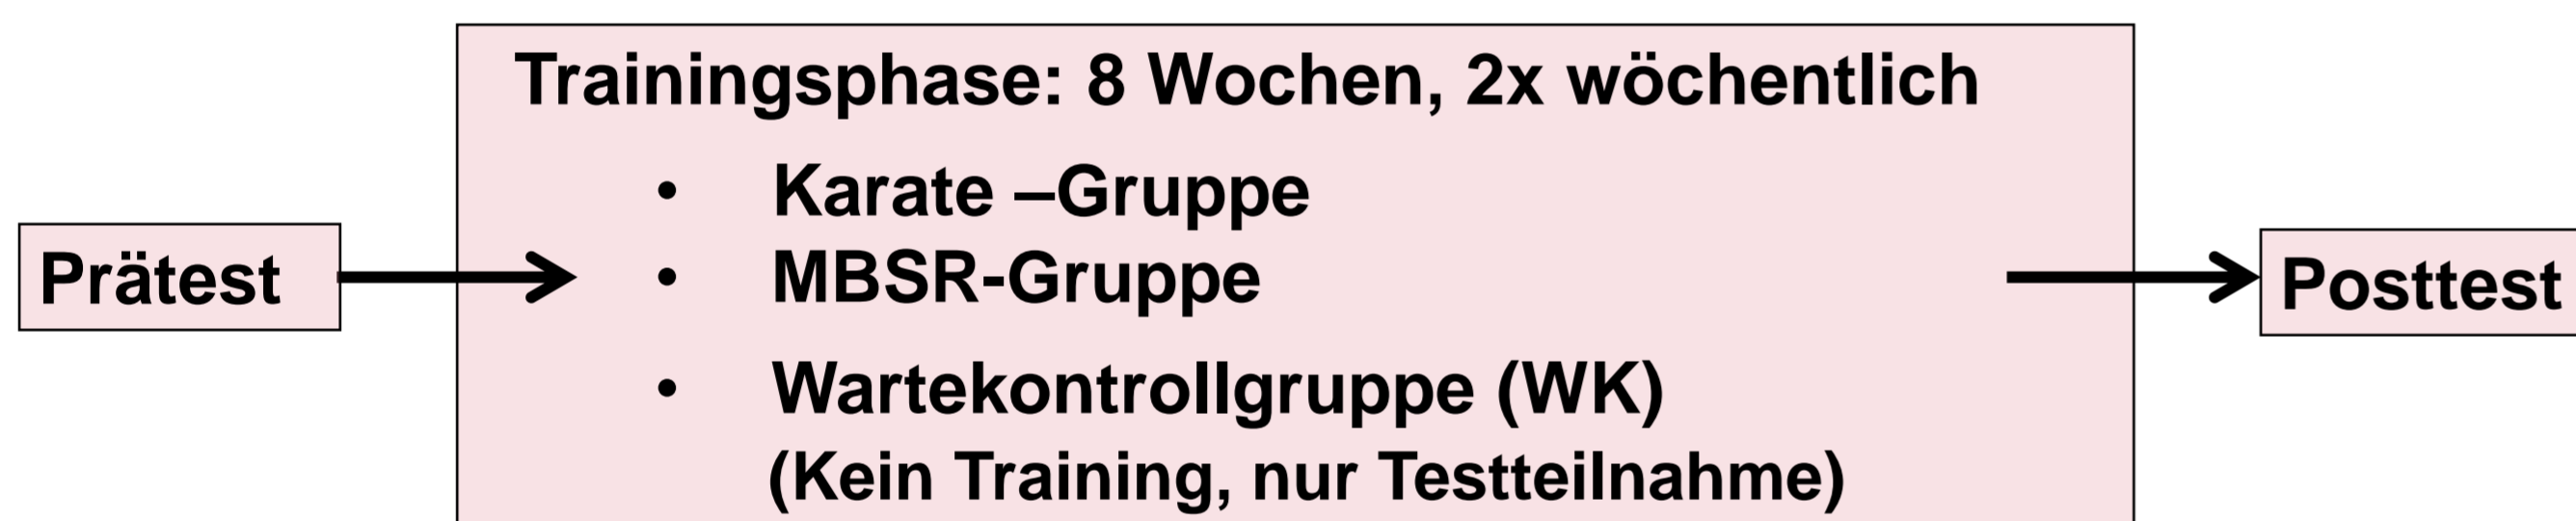 Trainingsphase: 8 Wochen, 2x wöchentlich
• Karate –Gruppe
• MBSR-Gruppe
• Wartekontrollgruppe (WK)
(Kein Training, nur Testteilnahme)
Prätest
Posttest